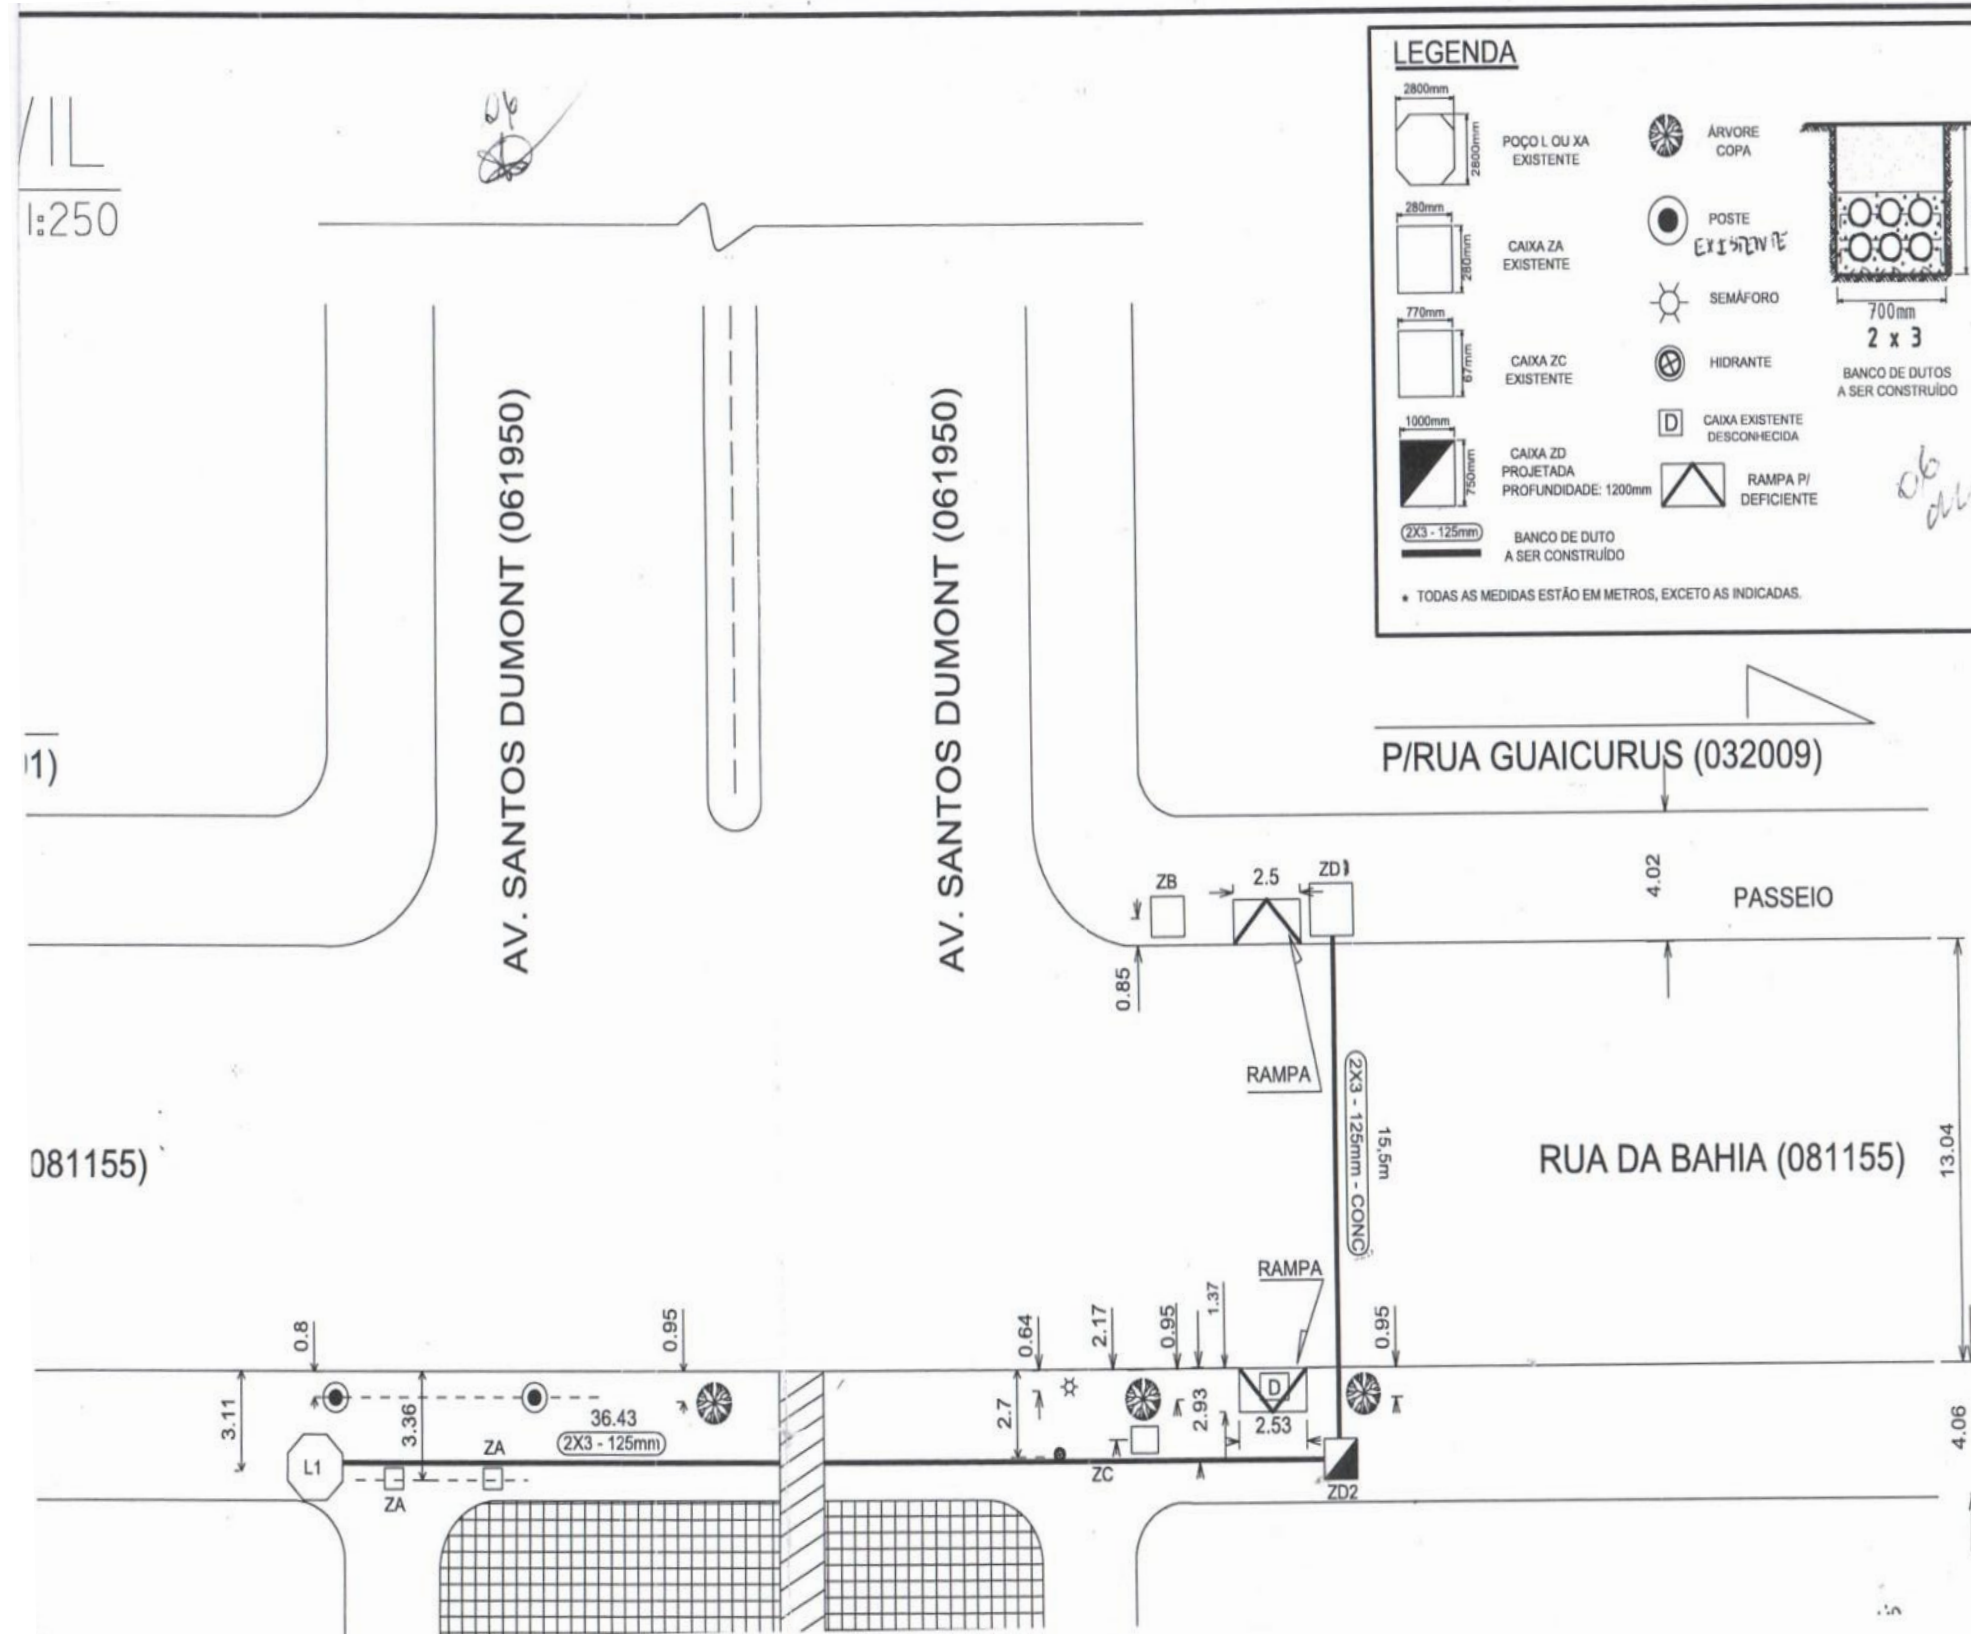 LEGENDA
2800mm
2800mm
POÇO L OU XA
EXISTENTE
280mm
280mm
CAIXA ZA
EXISTENTE
770mm
67mm
CAIXA ZC
EXISTENTE
1000mm
750mm
CAIXA ZD
PROJETADA
PROFUNDIDADE: 1200mm
2X3 - 125mm
BANCO DE DUTO
A SER CONSTRUÍDO
* TODAS AS MEDIDAS ESTÃO EM METROS, EXCETO AS INDICADAS.
ÁRVORE
COPA
POSTE
EXISTENTE
SEMÁFORO
HIDRANTE
D
CAIXA EXISTENTE
DESCONHECIDA
RAMPA P/
DEFICIENTE
700mm
2 x 3
BANCO DE DUTOS
A SER CONSTRUÍDO
1:250
AV. SANTOS DUMONT (061950)
AV. SANTOS DUMONT (061950)
P/RUA GUAICURUS (032009)
4.02
PASSEIO
ZB
2.5
ZD1
0.85
RAMPA
2X3 - 125mm - CONC
15,5m
RUA DA BAHIA (081155)
13.04
081155)
RAMPA
0.8
0.95
0.64
2.17
0.95
1.37
0.95
3.11
3.36
36.43
2X3 - 125mm
2.7
2.93
D
2.53
4.06
L1
ZA
ZA
ZC
ZD2